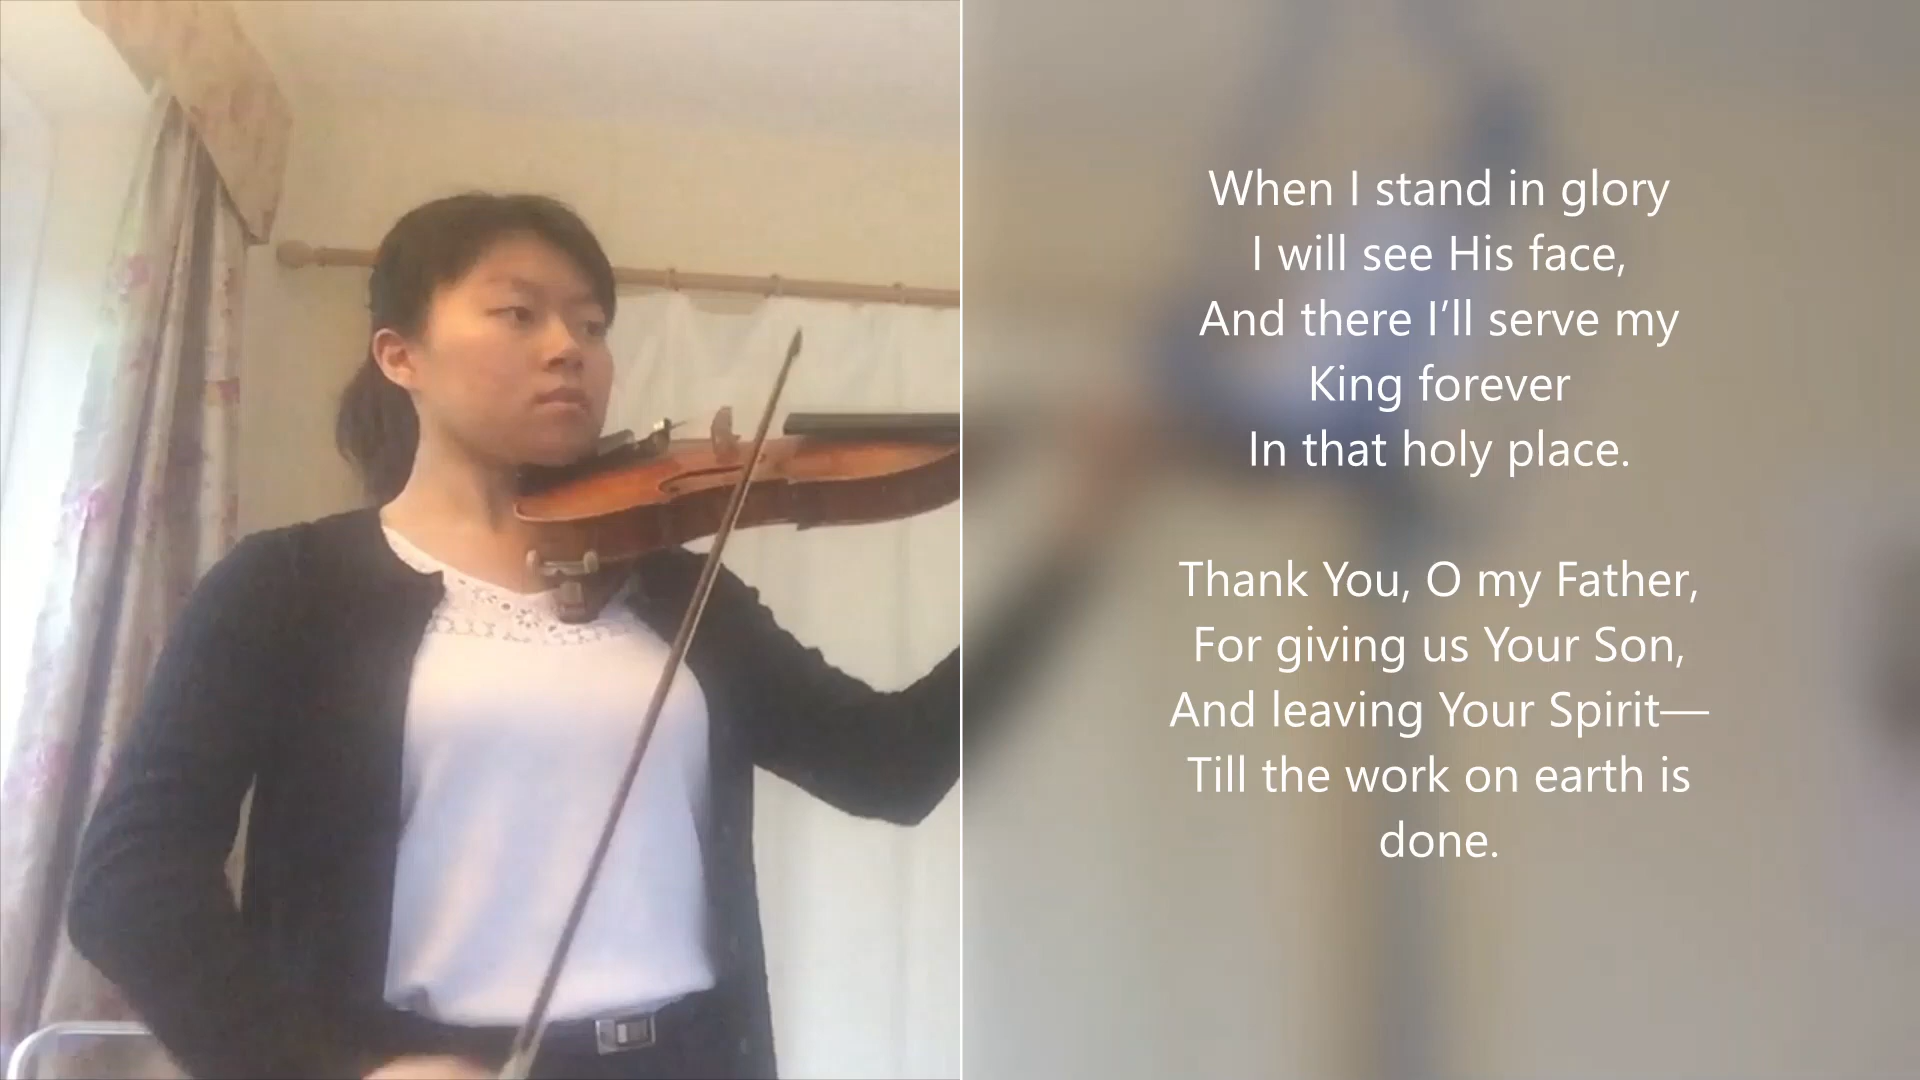 When I stand in glory
I will see His face,
And there I’ll serve my
King forever
In that holy place.
Thank You, O my Father,
For giving us Your Son,
And leaving Your Spirit—
Till the work on earth is
done.